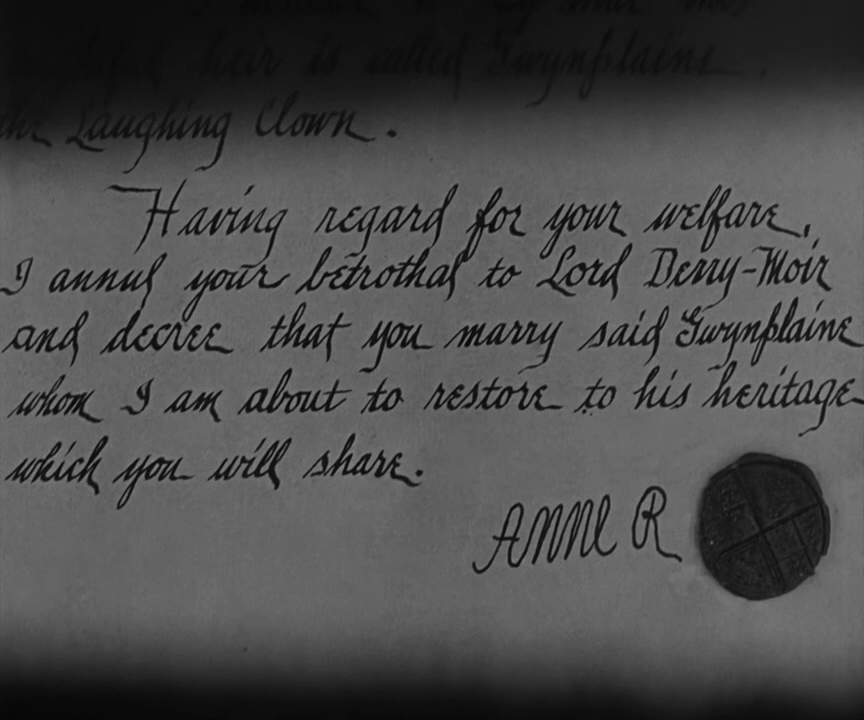 heir is called Gwynplaine.
the Laughing Clown.
Having regard for your welfare,
I annul your betrothal to Lord Derry-Moir
and decree that you marry said Gwynplaine
whom I am about to restore to his heritage
which you will share.
ANNE R